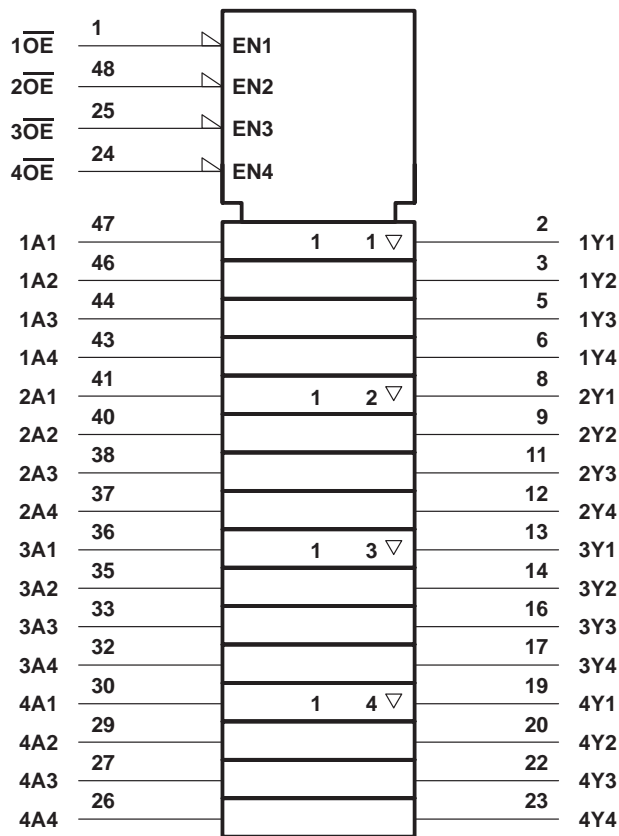 1O̅E̅ 1 EN1
2O̅E̅ 48 EN2
3O̅E̅ 25 EN3
4O̅E̅ 24 EN4
1A1 47 1 1 ▽ 2 1Y1
1A2 46 3 1Y2
1A3 44 5 1Y3
1A4 43 6 1Y4
2A1 41 1 2 ▽ 8 2Y1
2A2 40 9 2Y2
2A3 38 11 2Y3
2A4 37 12 2Y4
3A1 36 1 3 ▽ 13 3Y1
3A2 35 14 3Y2
3A3 33 16 3Y3
3A4 32 17 3Y4
4A1 30 1 4 ▽ 19 4Y1
4A2 29 20 4Y2
4A3 27 22 4Y3
4A4 26 23 4Y4